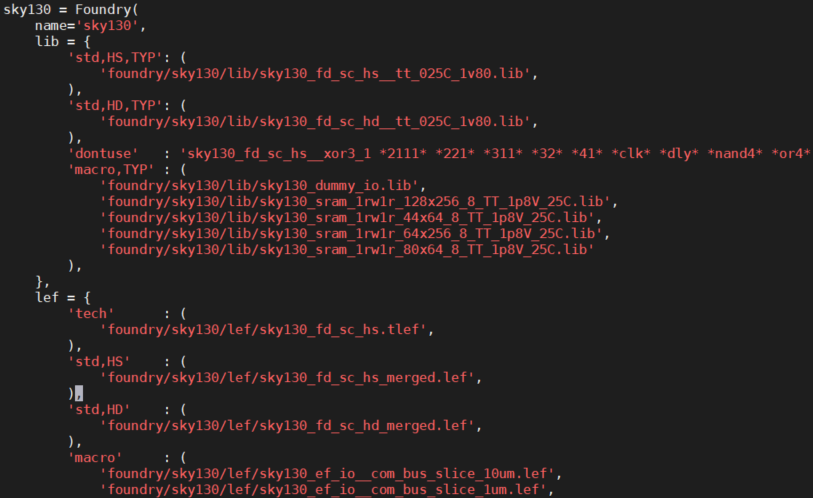 sky130 = Foundry(
    name='sky130',
    lib = {
        'std,HS,TYP': (
            'foundry/sky130/lib/sky130_fd_sc_hs__tt_025C_1v80.lib',
        ),
        'std,HD,TYP': (
            'foundry/sky130/lib/sky130_fd_sc_hd__tt_025C_1v80.lib',
        ),
        'dontuse'   : 'sky130_fd_sc_hs__xor3_1 *2111* *221* *311* *32* *41* *clk* *dly* *nand4* *or4*
        'macro,TYP' : (
            'foundry/sky130/lib/sky130_dummy_io.lib',
            'foundry/sky130/lib/sky130_sram_1rw1r_128x256_8_TT_1p8V_25C.lib',
            'foundry/sky130/lib/sky130_sram_1rw1r_44x64_8_TT_1p8V_25C.lib',
            'foundry/sky130/lib/sky130_sram_1rw1r_64x256_8_TT_1p8V_25C.lib',
            'foundry/sky130/lib/sky130_sram_1rw1r_80x64_8_TT_1p8V_25C.lib'
        ),
    },
    lef = {
        'tech'      : (
            'foundry/sky130/lef/sky130_fd_sc_hs.tlef',
        ),
        'std,HS'    : (
            'foundry/sky130/lef/sky130_fd_sc_hs_merged.lef',
        ),
        'std,HD'    : (
            'foundry/sky130/lef/sky130_fd_sc_hd_merged.lef',
        ),
        'macro'     : (
            'foundry/sky130/lef/sky130_ef_io__com_bus_slice_10um.lef',
            'foundry/sky130/lef/sky130_ef_io__com_bus_slice_1um.lef',